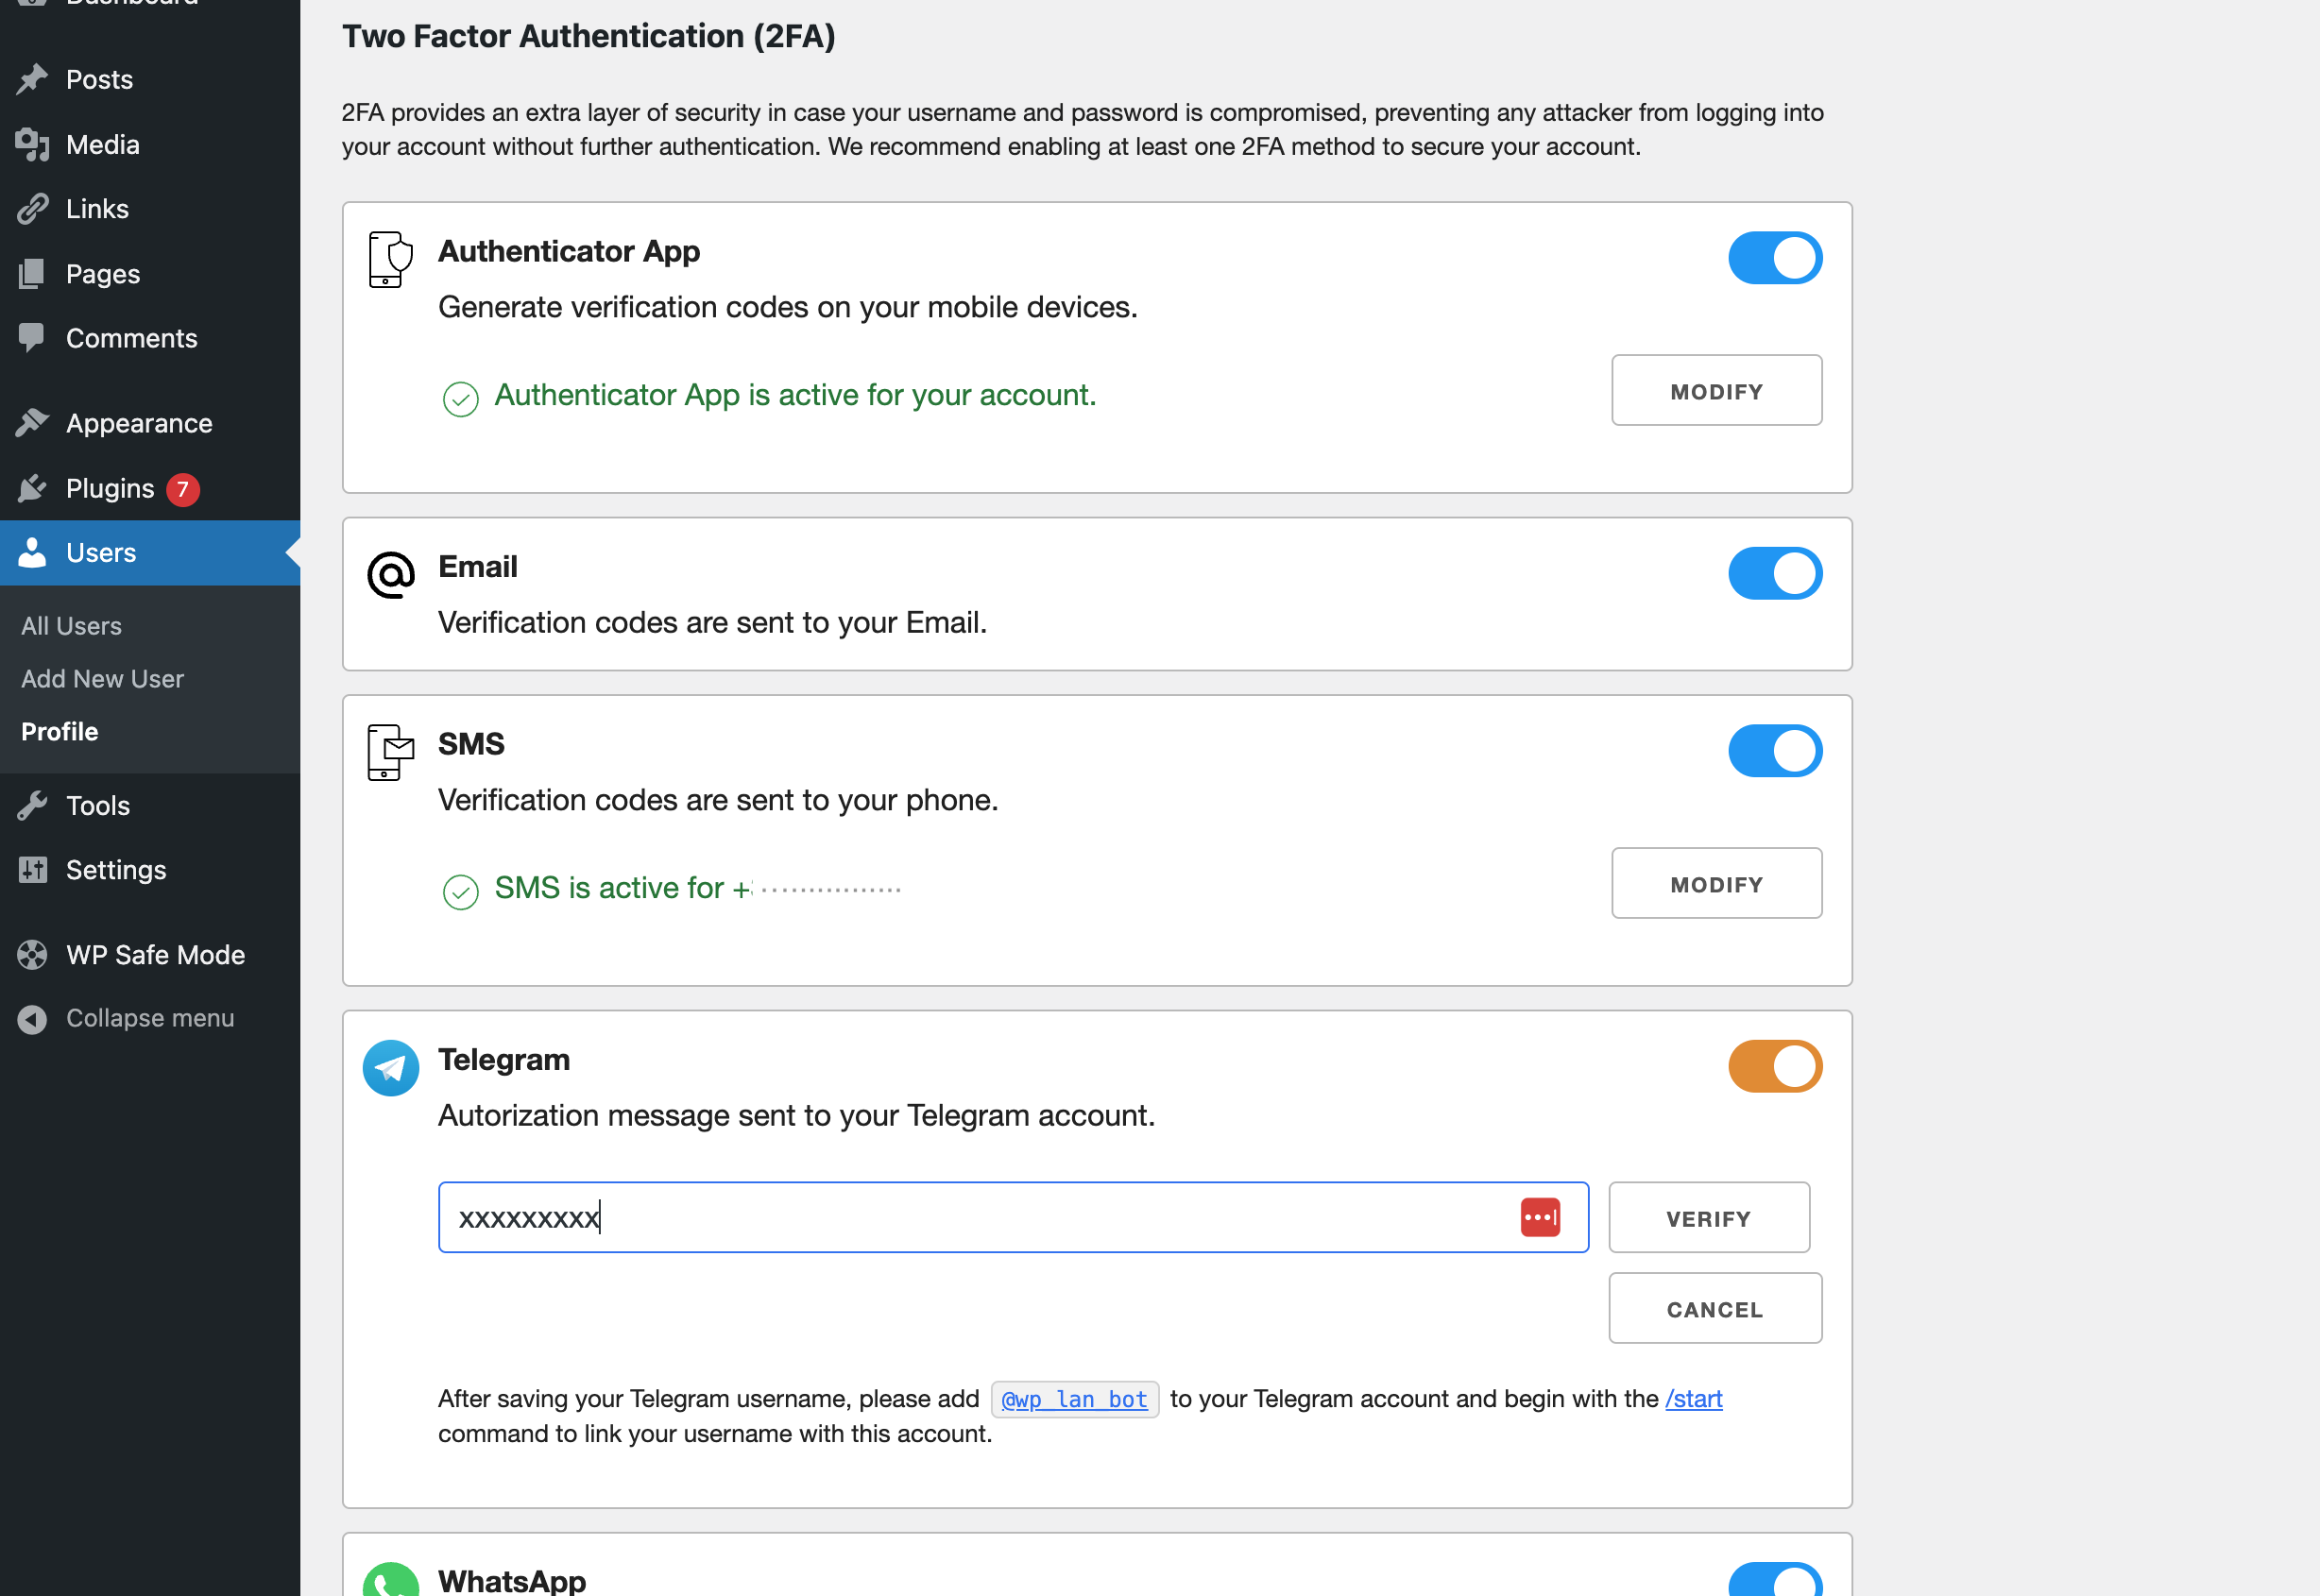 Dashboard
Posts
Media
Links
Pages
Comments
Appearance
Plugins 7
Users
All Users
Add New User
Profile
Tools
Settings
WP Safe Mode
Collapse menu
Two Factor Authentication (2FA)
2FA provides an extra layer of security in case your username and password is compromised, preventing any attacker from logging into
your account without further authentication. We recommend enabling at least one 2FA method to secure your account.
Authenticator App
Generate verification codes on your mobile devices.
Authenticator App is active for your account.
MODIFY
Email
Verification codes are sent to your Email.
SMS
Verification codes are sent to your phone.
SMS is active for +
MODIFY
Telegram
Autorization message sent to your Telegram account.
xxxxxxxxx
VERIFY
CANCEL
After saving your Telegram username, please add @wp_lan_bot to your Telegram account and begin with the /start
command to link your username with this account.
WhatsApp